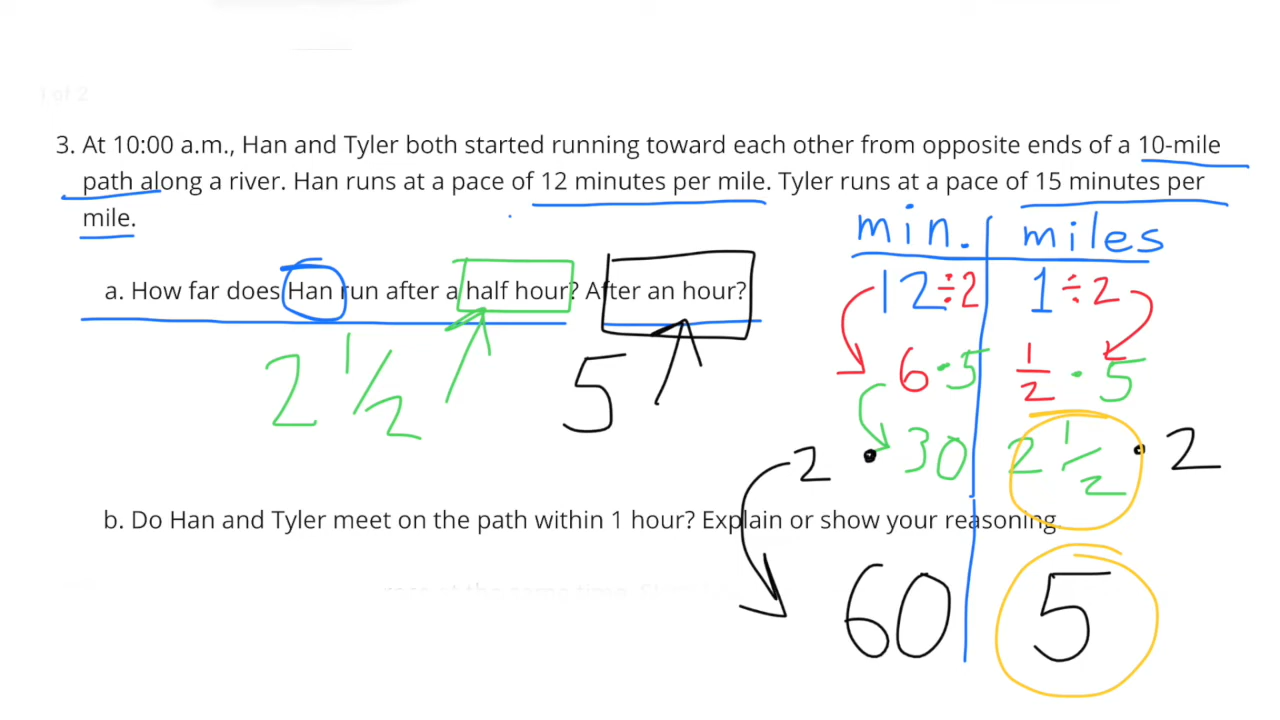 1 of 2
3. At 10:00 a.m., Han and Tyler both started running toward each other from opposite ends of a 10-mile
path along a river. Han runs at a pace of 12 minutes per mile. Tyler runs at a pace of 15 minutes per
mile.
min. miles
a. How far does Han run after a half hour? After an hour?
12 ÷2 1 ÷2
2 1/2 5
6 ·5 1/2 · 5
2 · 30 2 1/2 · 2
b. Do Han and Tyler meet on the path within 1 hour? Explain or show your reasoning
60 5